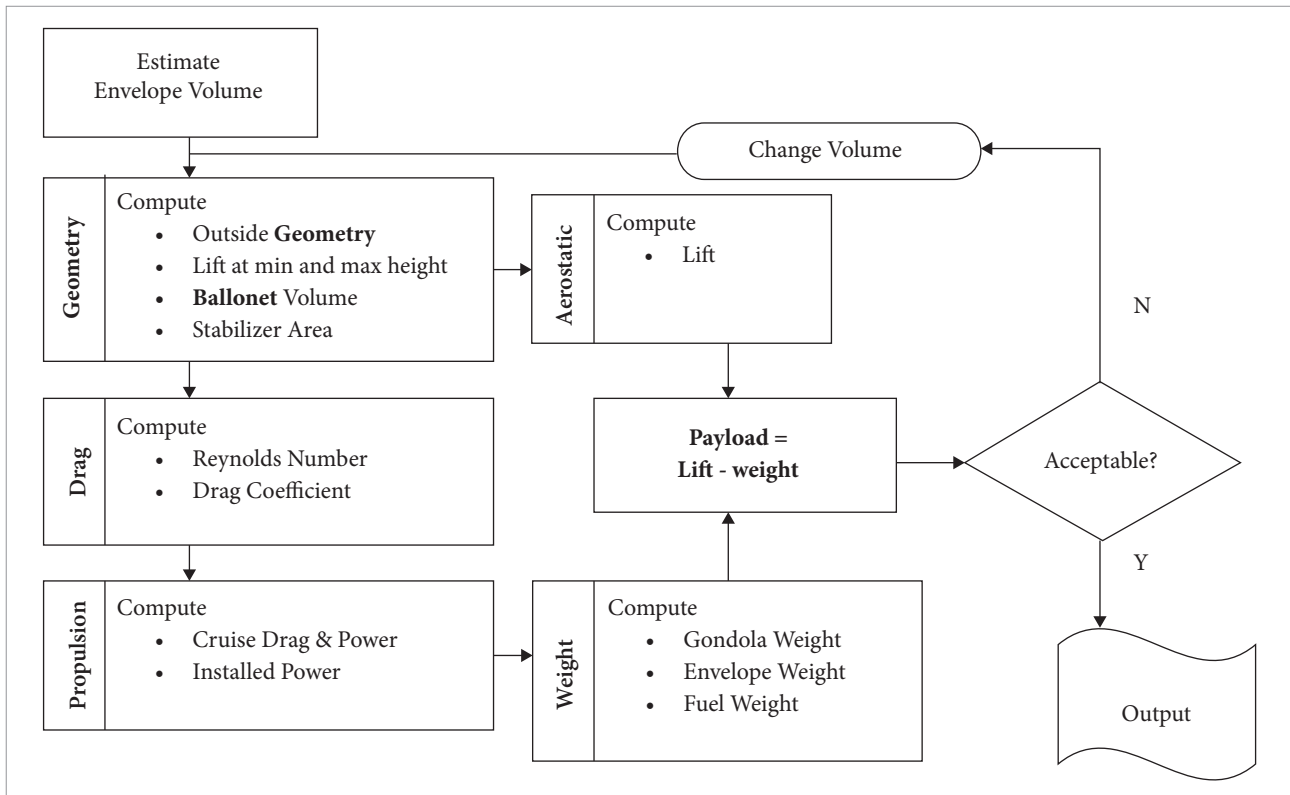 Estimate
Envelope Volume
Change Volume
Geometry
Compute
• Outside Geometry
• Lift at min and max height
• Ballonet Volume
• Stabilizer Area
Aerostatic
Compute
• Lift
N
Drag
Compute
• Reynolds Number
• Drag Coefficient
Payload =
Lift - weight
Acceptable?
Y
Propulsion
Compute
• Cruise Drag & Power
• Installed Power
Weight
Compute
• Gondola Weight
• Envelope Weight
• Fuel Weight
Output